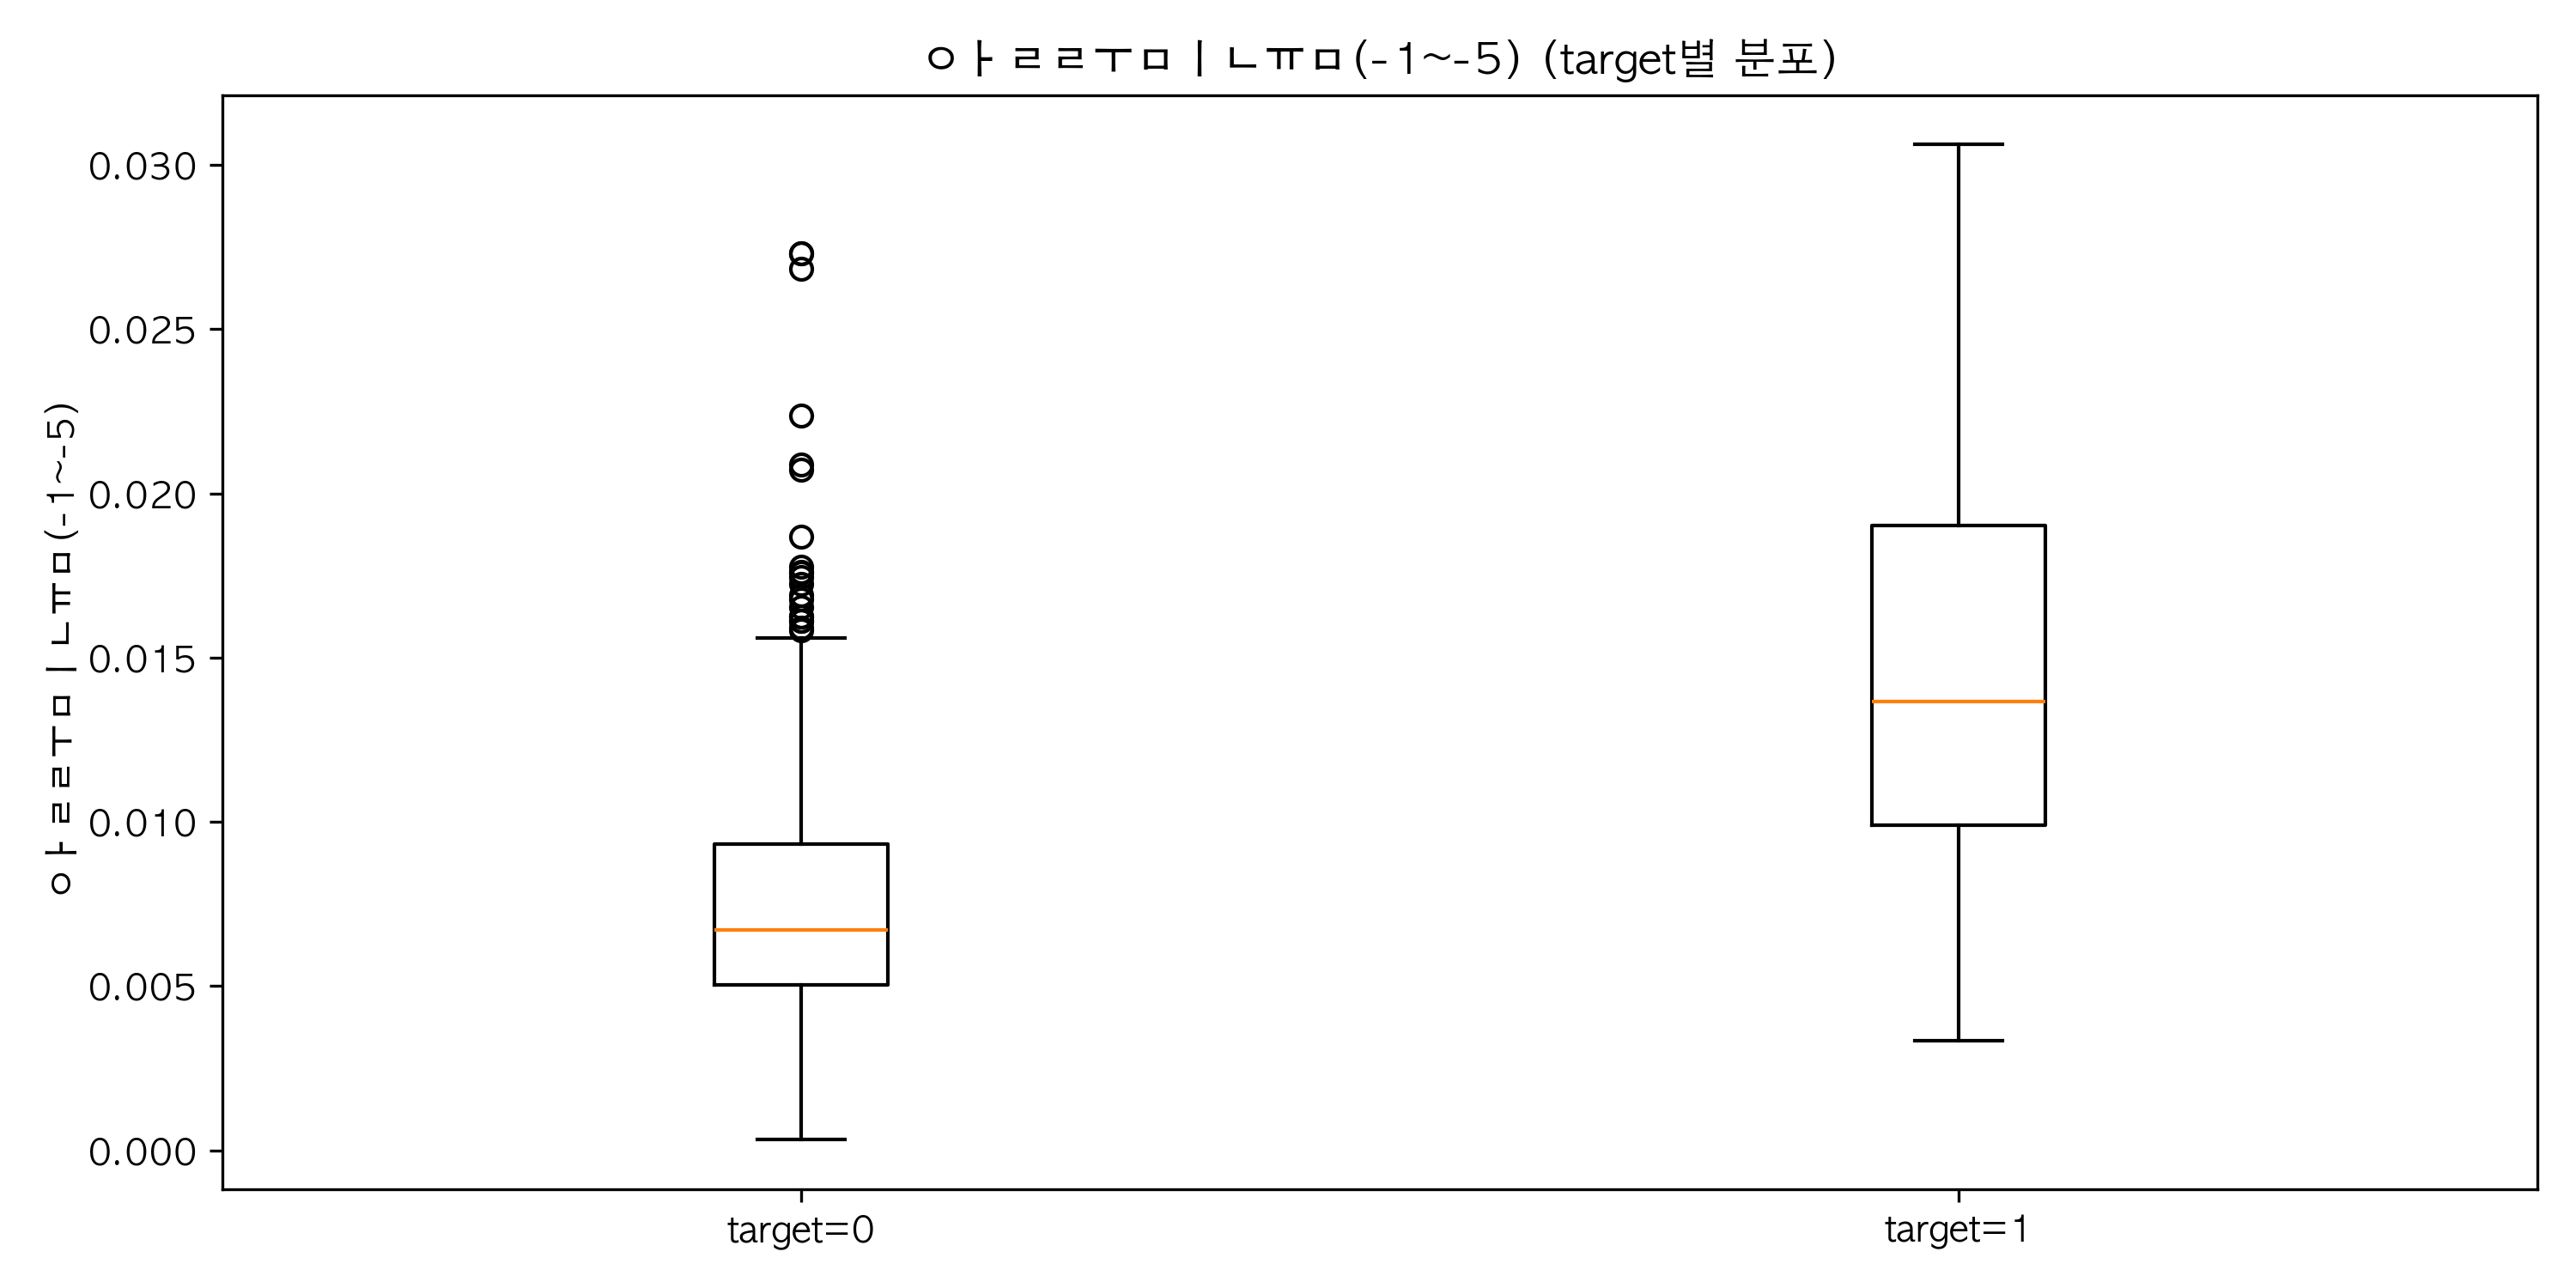 ㅇㅏㄹㄹㅜㅁㅣㄴㅠㅁ(-1~-5) (target별 분포)
ㅇㅏㄹㄹㅜㅁㅣㄴㅠㅁ(-1~-5)
0.030
0.025
0.020
0.015
0.010
0.005
0.000
target=0
target=1